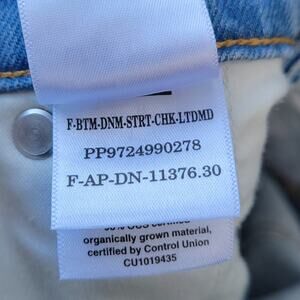 F-BTM-DNM-STRT-CHK-LTDMD
PP9724990278
F-AP-DN-11376.30
organically grown material,
certified by Control Union
CU1019435